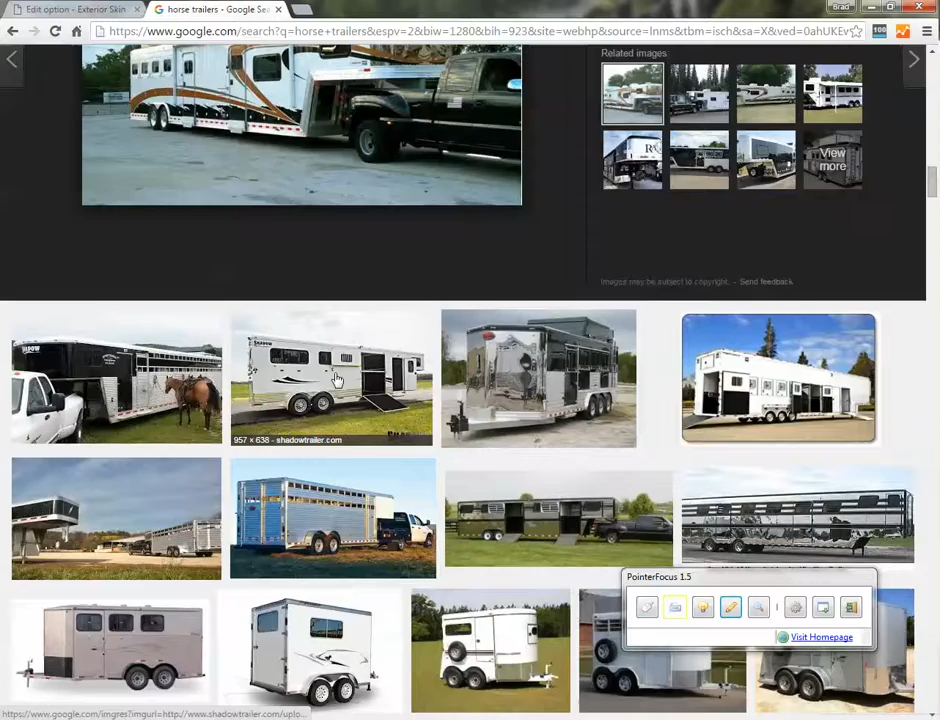 Edit option - Exterior Skin
horse trailers - Google Sea
Brad
https://www.google.com/search?q=horse+trailers&espv=2&biw=1280&bih=923&site=webhp&source=lnms&tbm=isch&sa=X&ved=0ahUKEv
100
Related images:
View more
Images may be subject to copyright. - Send feedback
SHADOW
957 × 638 - shadowtrailer.com
PointerFocus 1.5
Visit Homepage
https://www.google.com/imgres?imgurl=http://www.shadowtrailer.com/uplo...